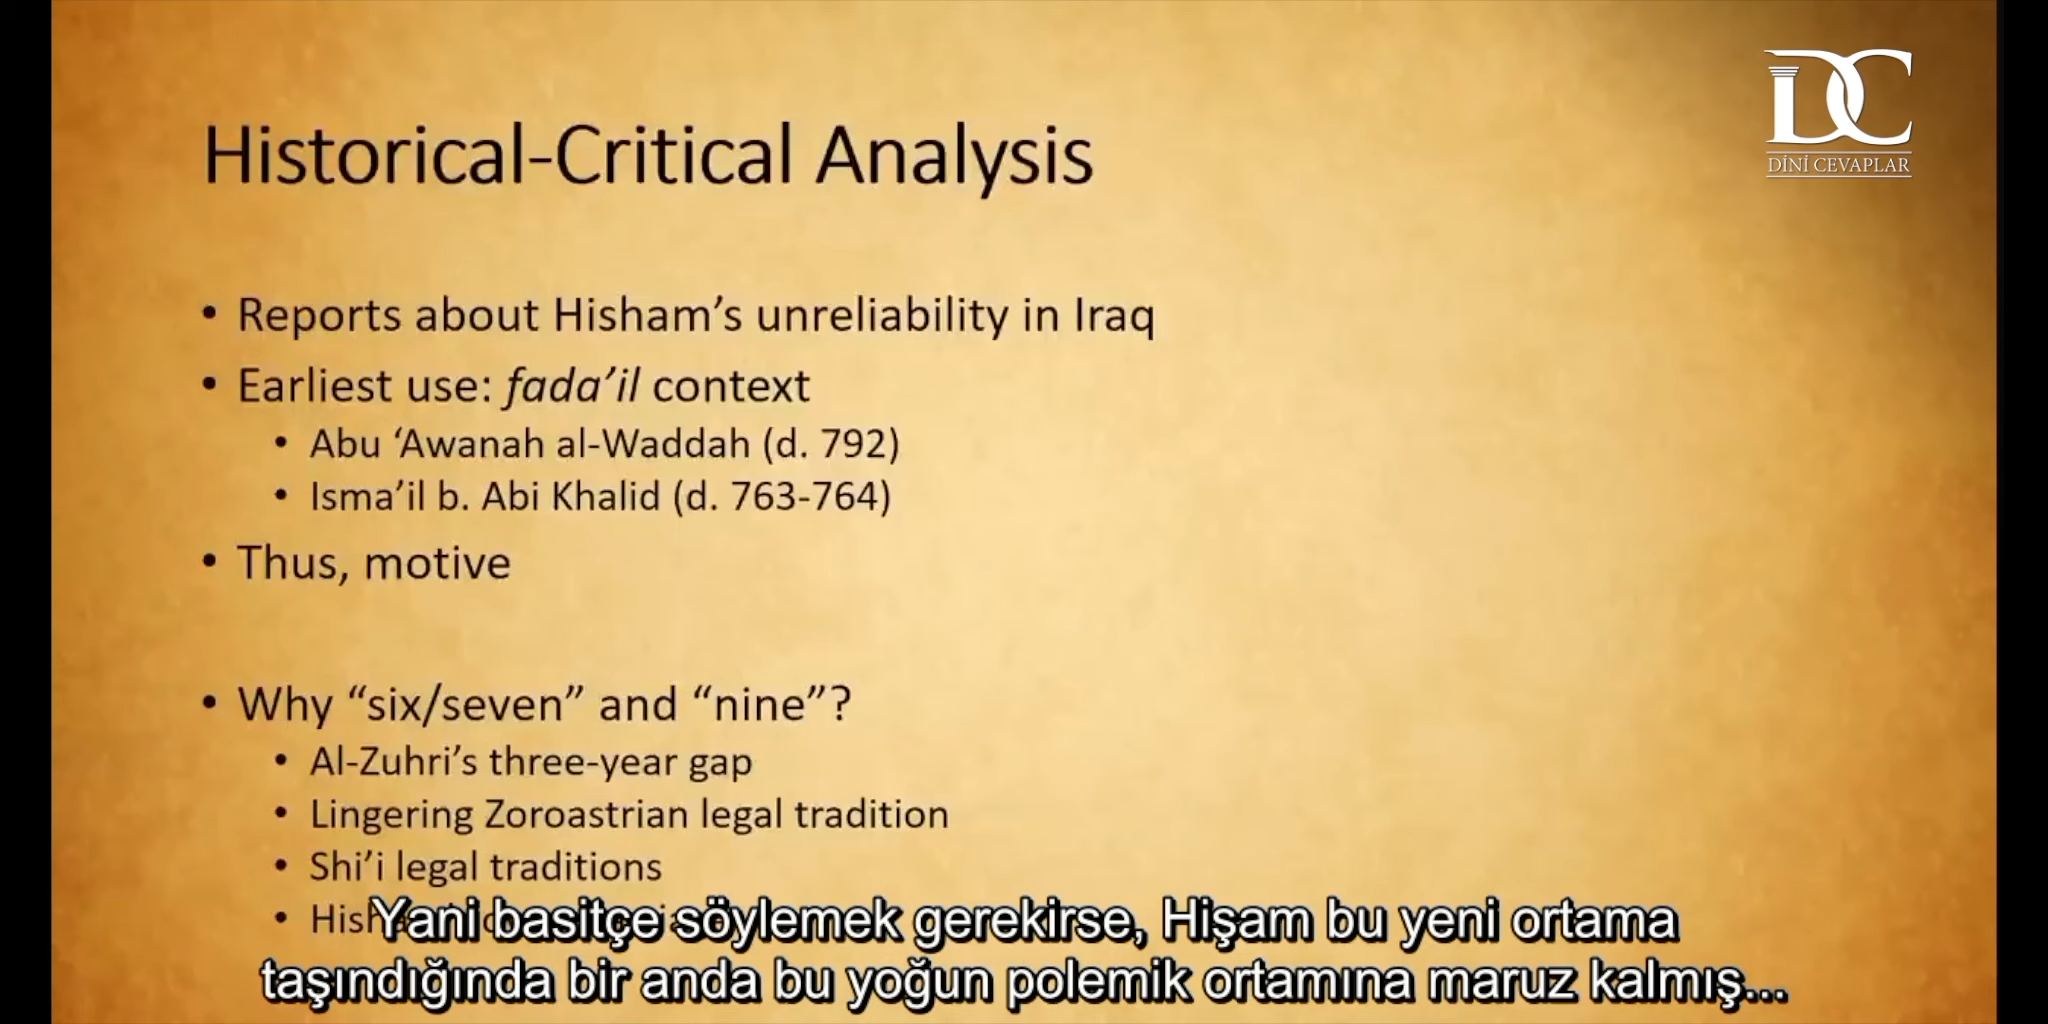 DC
DİNİ CEVAPLAR
Historical-Critical Analysis
• Reports about Hisham’s unreliability in Iraq
• Earliest use: fada’il context
• Abu ‘Awanah al-Waddah (d. 792)
• Isma’il b. Abi Khalid (d. 763-764)
• Thus, motive
• Why “six/seven” and “nine”?
• Al-Zuhri’s three-year gap
• Lingering Zoroastrian legal tradition
• Shi’i legal traditions
Yani basitçe söylemek gerekirse, Hişam bu yeni ortama
taşındığında bir anda bu yoğun polemik ortamına maruz kalmış...